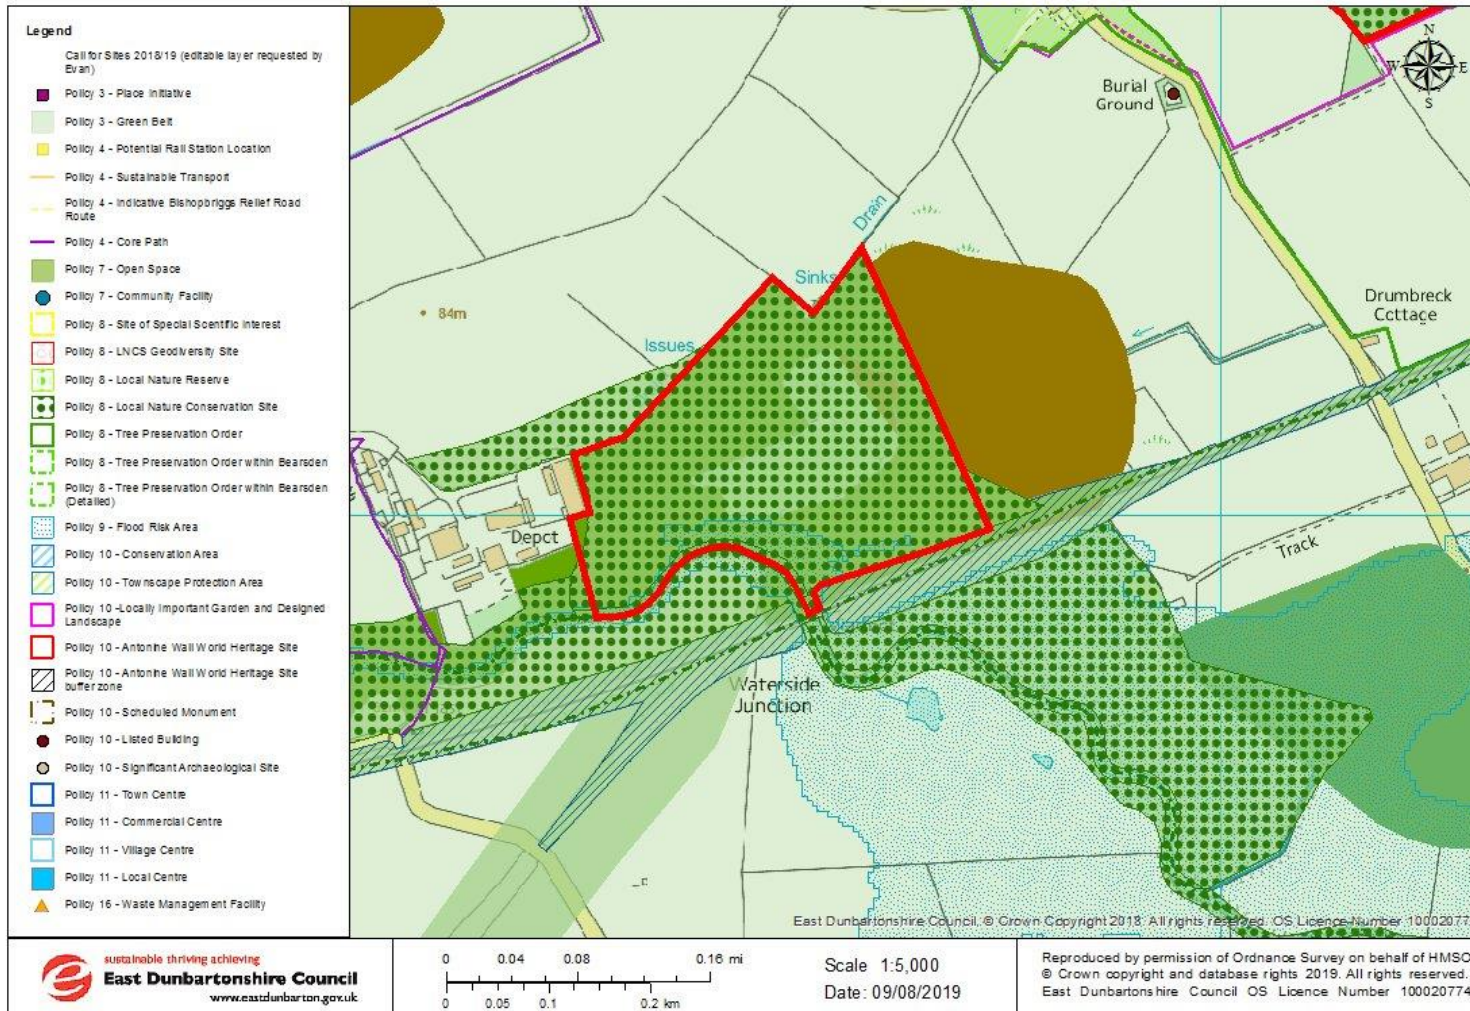 Legend
Call for Sites 2018/19 (editable layer requested by
Evan)
Policy 3 - Place Initiative
Policy 3 - Green Belt
Policy 4 - Potential Rail Station Location
Policy 4 - Sustainable Transport
Policy 4 - Indicative Bishopbriggs Relief Road
Route
Policy 4 - Core Path
Policy 7 - Open Space
Policy 7 - Community Facility
Policy 8 - Site of Special Scientific Interest
Policy 8 - LNCS Geodiversity Site
Policy 8 - Local Nature Reserve
Policy 8 - Local Nature Conservation Site
Policy 8 - Tree Preservation Order
Policy 8 - Tree Preservation Order within Bearsden
Policy 8 - Tree Preservation Order within Bearsden
(Detailed)
Policy 9 - Flood Risk Area
Policy 10 - Conservation Area
Policy 10 - Townscape Protection Area
Policy 10 -Locally Important Garden and Designed
Landscape
Policy 10 - Antonine Wall World Heritage Site
Policy 10 - Antonine Wall World Heritage Site
buffer zone
Policy 10 - Scheduled Monument
Policy 10 - Listed Building
Policy 10 - Significant Archaeological Site
Policy 11 - Town Centre
Policy 11 - Commercial Centre
Policy 11 - Village Centre
Policy 11 - Local Centre
Policy 16 - Waste Management Facility
N
W
E
S
Burial
Ground
Drain
Sinks
84m
Issues
Drumbreck
Cottage
Depot
Track
Waterside
Junction
East Dunbartonshire Council. © Crown Copyright 2018. All rights reserved. OS Licence Number 10002077
sustainable thriving achieving
East Dunbartonshire Council
www.eastdunbarton.gov.uk
0 0.04 0.08 0.16 mi
0 0.05 0.1 0.2 km
Scale 1:5,000
Date: 09/08/2019
Reproduced by permission of Ordnance Survey on behalf of HMSO.
© Crown copyright and database rights 2019. All rights reserved.
East Dunbartonshire Council OS Licence Number 100020774